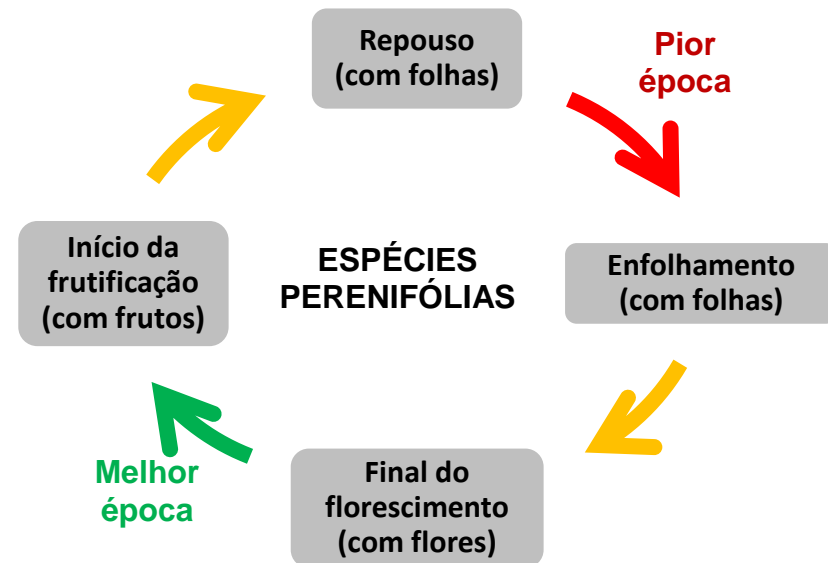 Repouso
(com folhas)
Pior
época
Início da
frutificação
(com frutos)
ESPÉCIES
PERENIFÓLIAS
Enfolhamento
(com folhas)
Melhor
época
Final do
florescimento
(com flores)